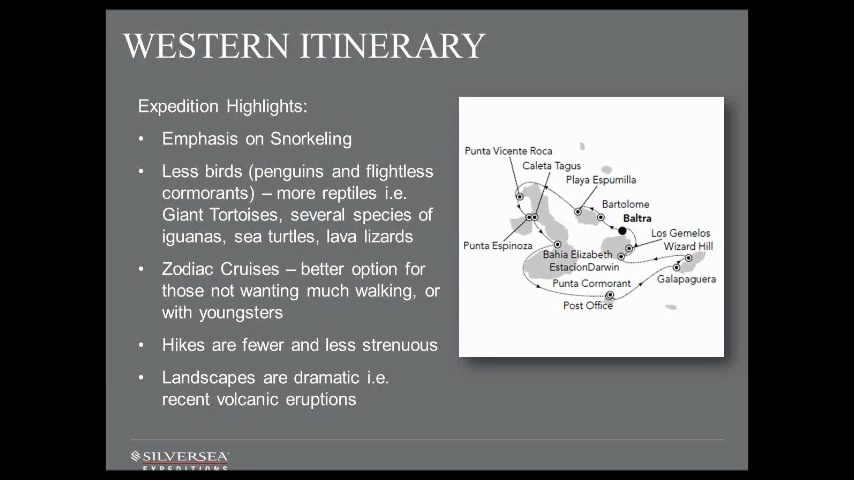 WESTERN ITINERARY
Expedition Highlights:
• Emphasis on Snorkeling
• Less birds (penguins and flightless
cormorants) – more reptiles i.e.
Giant Tortoises, several species of
iguanas, sea turtles, lava lizards
• Zodiac Cruises – better option for
those not wanting much walking, or
with youngsters
• Hikes are fewer and less strenuous
• Landscapes are dramatic i.e.
recent volcanic eruptions
Punta Vicente Roca
Caleta Tagus
Playa Espumilla
Bartolome
Baltra
Los Gemelos
Wizard Hill
Punta Espinoza
Bahia Elizabeth
EstacionDarwin
Galapaguera
Punta Cormorant
Post Office
SILVERSEA
EXPEDITIONS